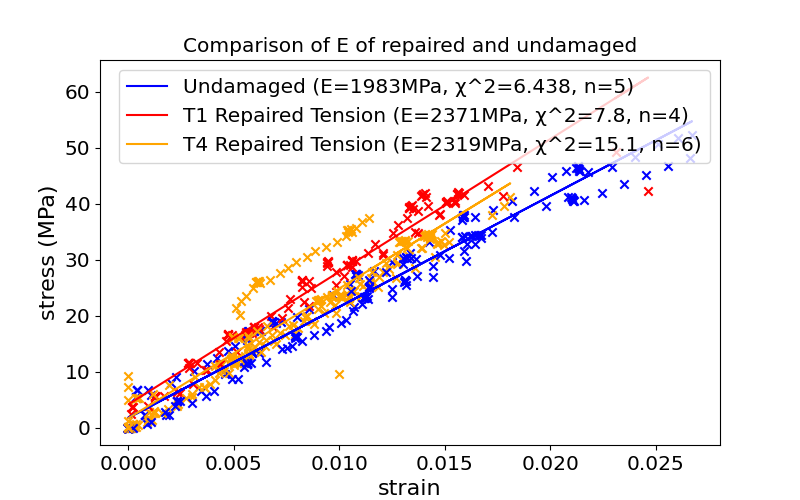 Comparison of E of repaired and undamaged
Undamaged (E=1983MPa, χ^2=6.438, n=5)
T1 Repaired Tension (E=2371MPa, χ^2=7.8, n=4)
T4 Repaired Tension (E=2319MPa, χ^2=15.1, n=6)
stress (MPa)
60
50
40
30
20
10
0
0.000 0.005 0.010 0.015 0.020 0.025
strain